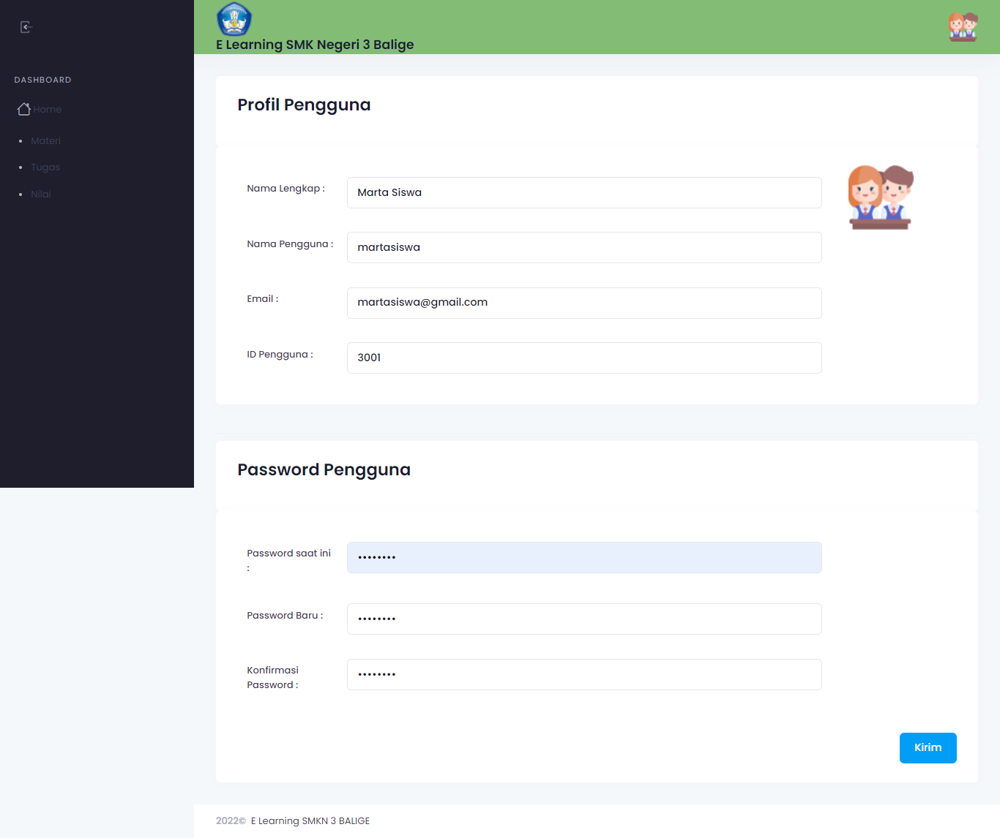 E Learning SMK Negeri 3 Balige
DASHBOARD
Home
Materi
Tugas
Nilai
Profil Pengguna
Nama Lengkap :
Marta Siswa
Nama Pengguna :
martasiswa
Email :
martasiswa@gmail.com
ID Pengguna :
3001
Password Pengguna
Password saat ini
:
••••••••
Password Baru :
••••••••
Konfirmasi
Password :
••••••••
Kirim
2022© E Learning SMKN 3 BALIGE